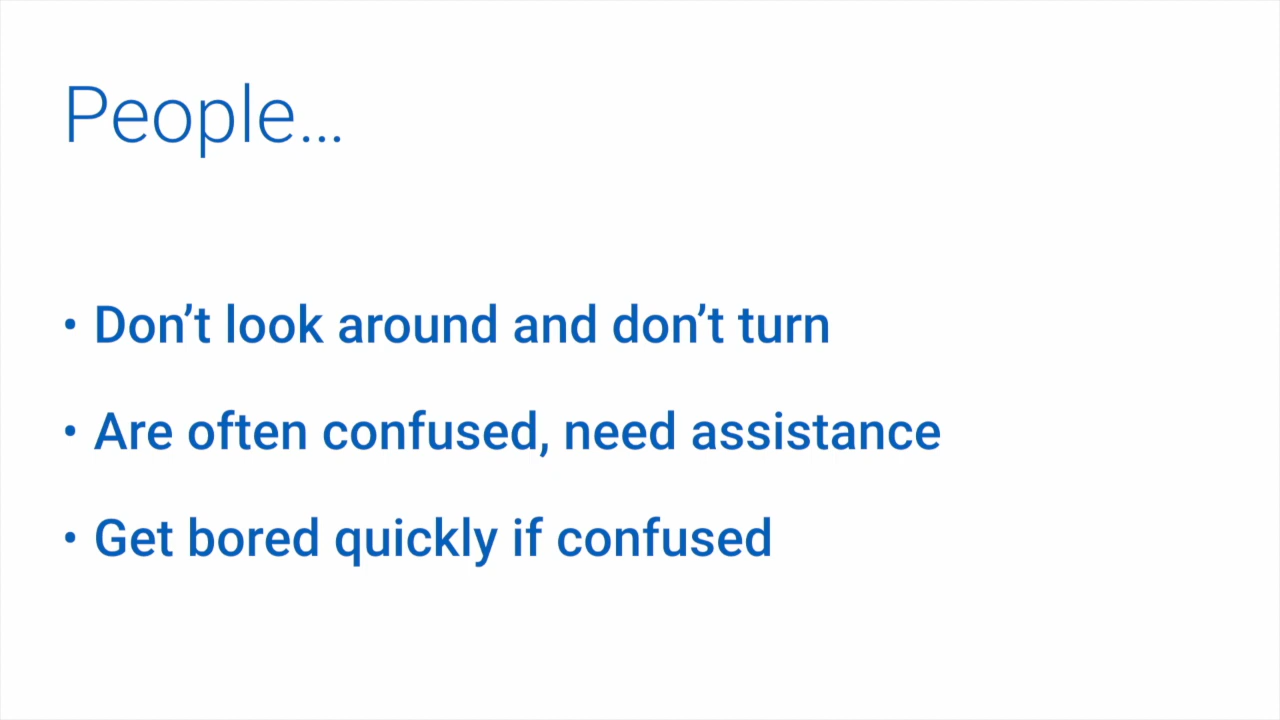 People...
• Don’t look around and don’t turn
• Are often confused, need assistance
• Get bored quickly if confused